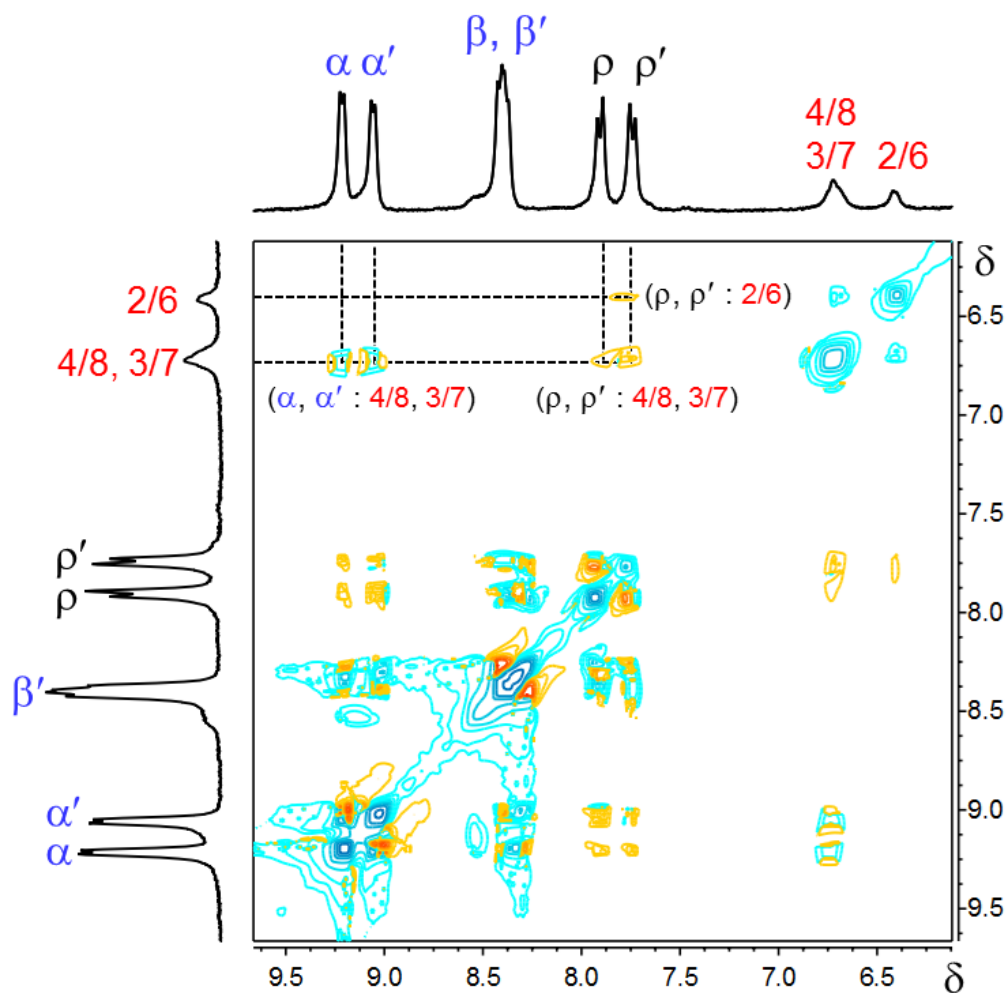 β, β′
α α′
ρ
ρ′
4/8
3/7 2/6
δ
2/6
(ρ, ρ′ : 2/6)
6.5
4/8, 3/7
(α, α′ : 4/8, 3/7)
(ρ, ρ′ : 4/8, 3/7)
7.0
7.5
ρ′
ρ
8.0
β′
8.5
α′
9.0
α
9.5
9.5 9.0 8.5 8.0 7.5 7.0 6.5 δ